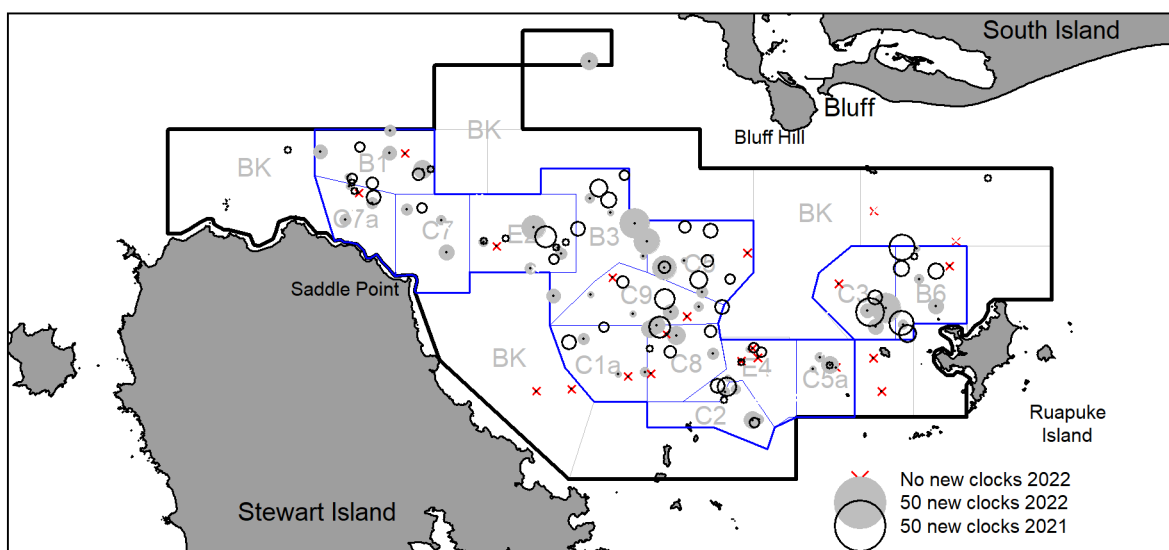 South Island
Bluff
Bluff Hill
BK
BK
B1
BK
C7a
C7
E2
B3
Saddle Point
C9
C3
B6
BK
C1a
C8
E4
C5a
C2
Ruapuke
Island
Stewart Island
No new clocks 2022
50 new clocks 2022
50 new clocks 2021